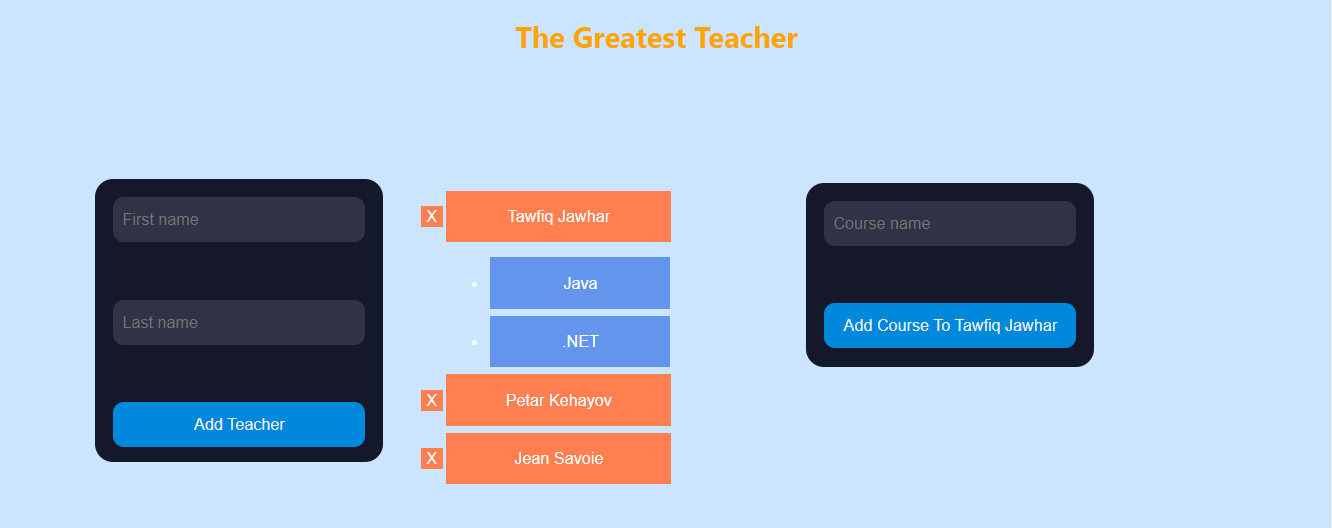 The Greatest Teacher
First name
Last name
Add Teacher
X Tawfiq Jawhar
Java
.NET
X Petar Kehayov
X Jean Savoie
Course name
Add Course To Tawfiq Jawhar